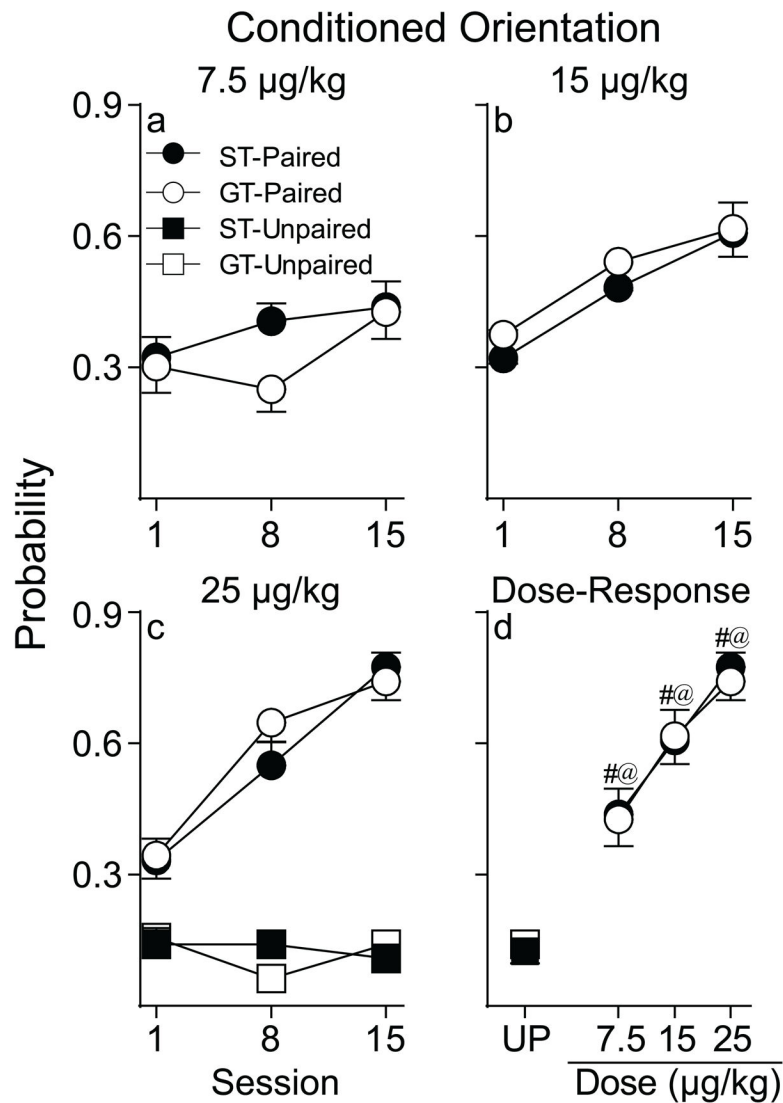 Conditioned Orientation
7.5 µg/kg
15 µg/kg
0.9
a
b
ST-Paired
GT-Paired
ST-Unpaired
GT-Unpaired
0.6
0.3
1 8 15
1 8 15
Probability
25 µg/kg
Dose-Response
0.9
c
d
#@
#@
#@
0.6
0.3
1 8 15
UP 7.5 15 25
Session
Dose (µg/kg)